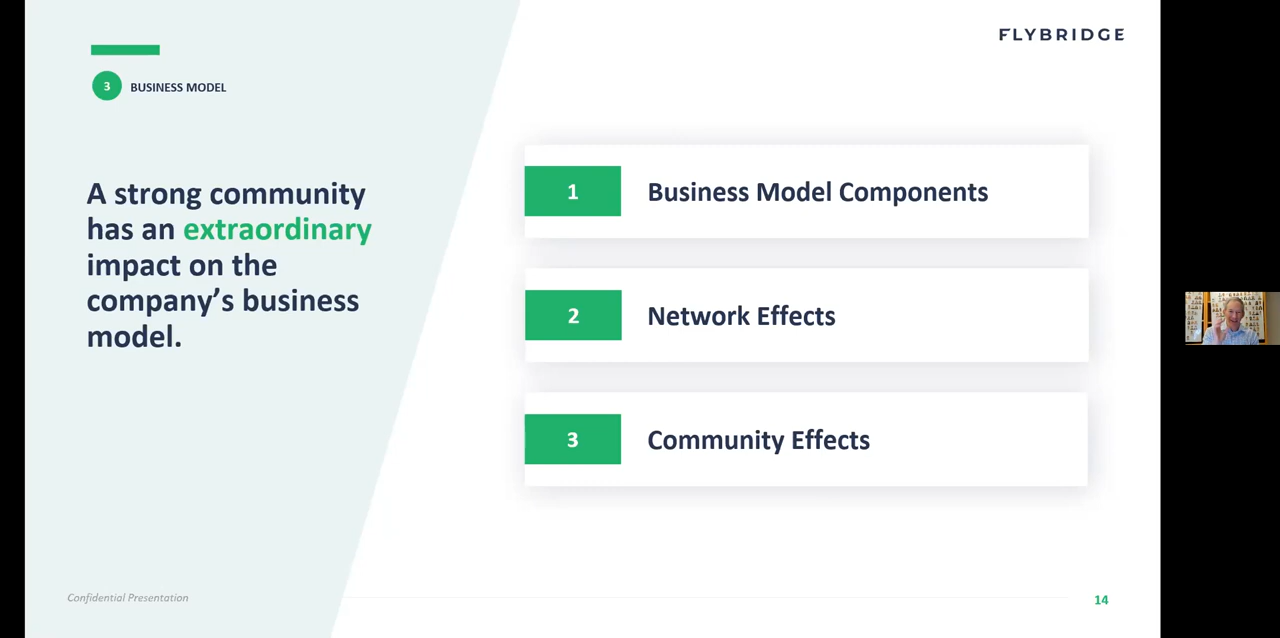 FLYBRIDGE
3 BUSINESS MODEL
A strong community
has an extraordinary
impact on the
company’s business
model.
1 Business Model Components
2 Network Effects
3 Community Effects
Confidential Presentation
14